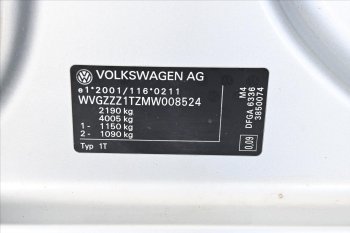 VOLKSWAGEN AG
e1*2001/116*0211
WVGZZZ1TZMW008524
2190 kg
4005 kg
1- 1150 kg
2- 1090 kg
Typ 1T
M4
DFGA 6336
3850074
0,09